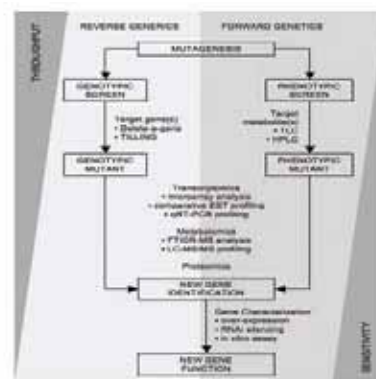 THROUGHPUT
REVERSE GENERICS
FORWARD GENETICS
MUTAGENESIS
GENOTYPIC SCREEN
PHENOTYPIC SCREEN
Target gene(s)
• Delete-a-gene
• TILLING
Target metabolite(s)
• TLC
• HPLC
GENOTYPIC MUTANT
PHENOTYPIC MUTANT
Transcriptomics
• microarray analysis
• comparative EST profiling
• qRT-PCR profiling
Metabolomics
• FTICR-MS analysis
• LC-MS/MS profiling
Proteomics
NEW GENE IDENTIFICATION
Gene Characterization
• over-expression
• RNAi silencing
• in vitro assay
NEW GENE FUNCTION
SENSITIVITY